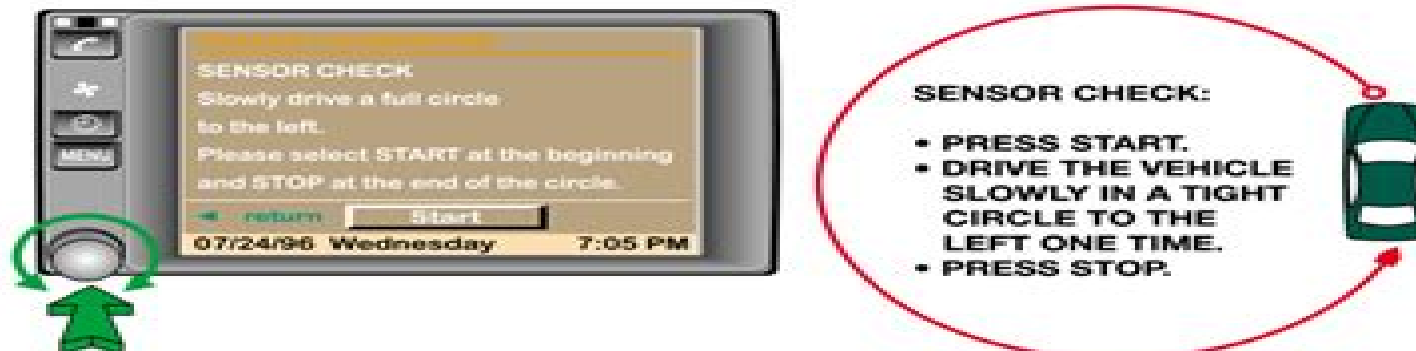 MENU
SENSOR CHECK
Slowly drive a full circle
to the left.
Please select START at the beginning
and STOP at the end of the circle.
return
Start
07/24/96 Wednesday 7:05 PM
SENSOR CHECK:
• PRESS START.
• DRIVE THE VEHICLE
SLOWLY IN A TIGHT
CIRCLE TO THE
LEFT ONE TIME.
• PRESS STOP.